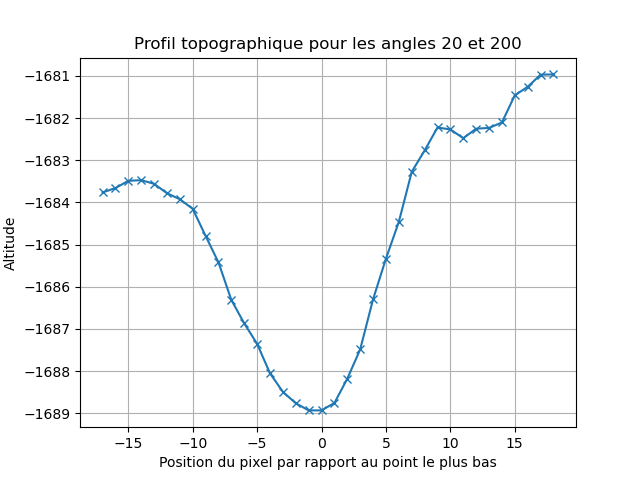 Profil topographique pour les angles 20 et 200
−1681
−1682
−1683
−1684
−1685
−1686
−1687
−1688
−1689
Altitude
−15 −10 −5 0 5 10 15
Position du pixel par rapport au point le plus bas